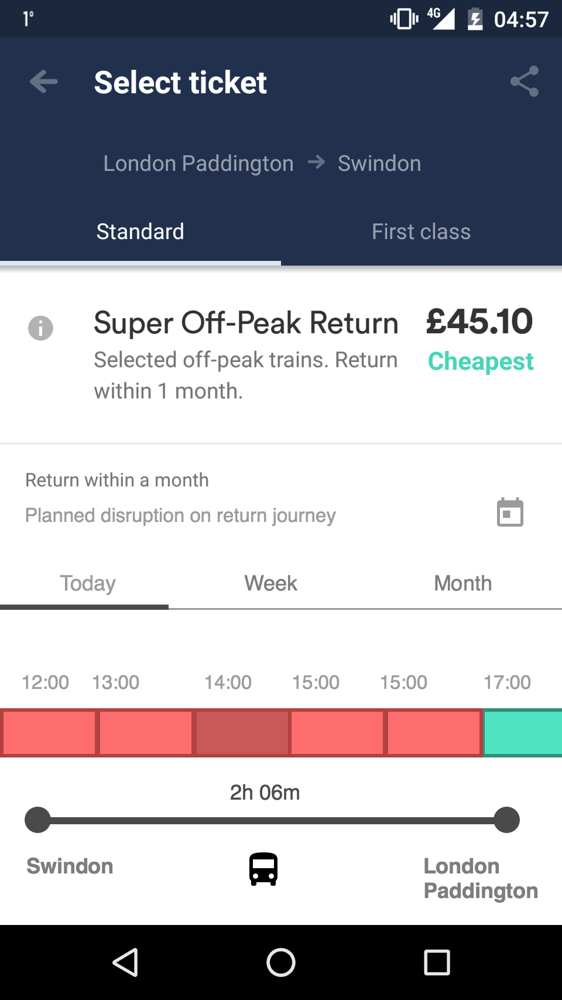 1° 4G 04:57
Select ticket
London Paddington → Swindon
Standard First class
Super Off-Peak Return £45.10
Selected off-peak trains. Return Cheapest
within 1 month.
Return within a month
Planned disruption on return journey
Today Week Month
12:00 13:00 14:00 15:00 15:00 17:00
2h 06m
Swindon London
Paddington